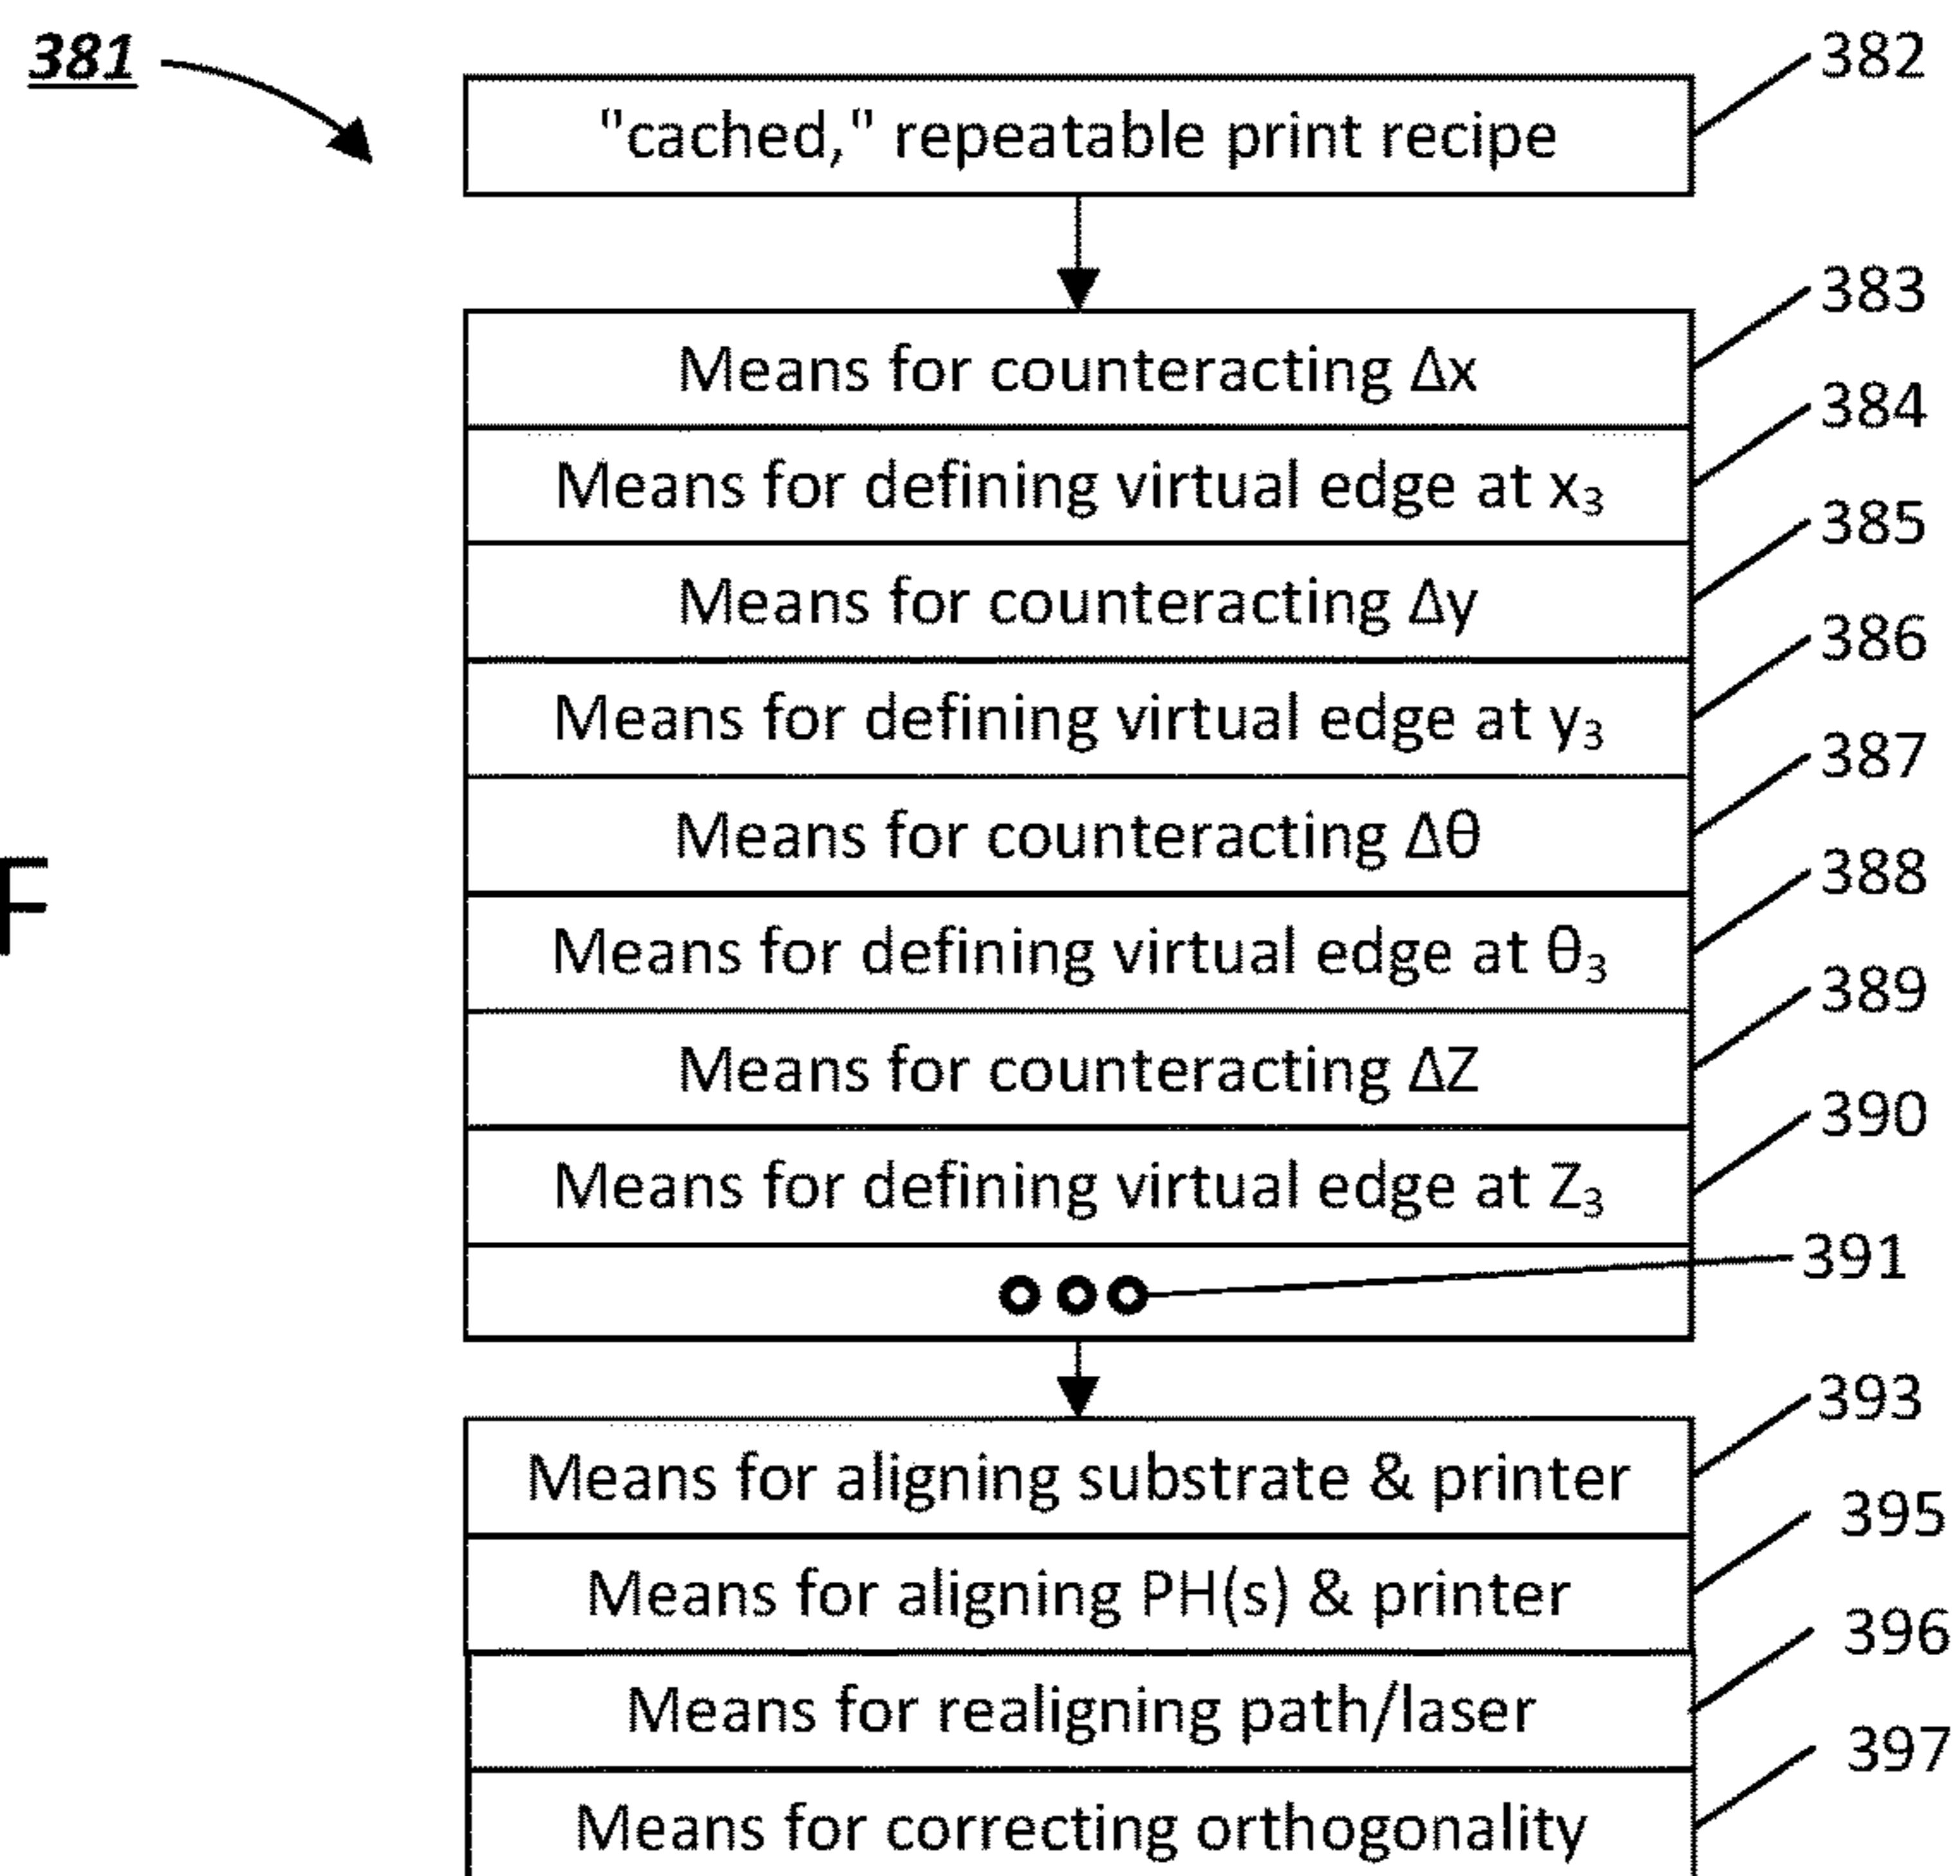 381
382
"cached," repeatable print recipe
383
Means for counteracting Δx
384
Means for defining virtual edge at x₃
385
Means for counteracting Δy
386
Means for defining virtual edge at y₃
387
Means for counteracting Δθ
388
F
Means for defining virtual edge at θ₃
389
Means for counteracting ΔZ
390
Means for defining virtual edge at Z₃
391
393
Means for aligning substrate & printer
395
Means for aligning PH(s) & printer
396
Means for realigning path/laser
397
Means for correcting orthogonality